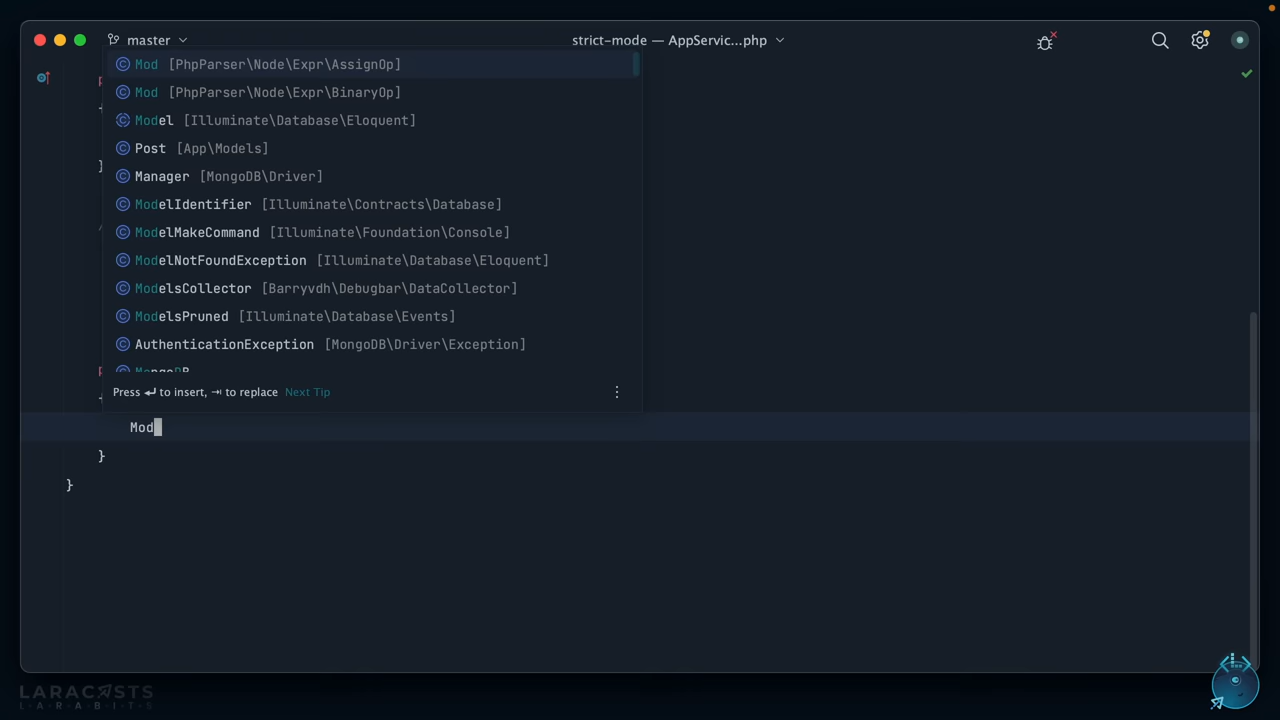 master
strict-mode — AppServic...php
Mod [PhpParser\Node\Expr\AssignOp]
Mod [PhpParser\Node\Expr\BinaryOp]
Model [Illuminate\Database\Eloquent]
Post [App\Models]
Manager [MongoDB\Driver]
ModelIdentifier [Illuminate\Contracts\Database]
ModelMakeCommand [Illuminate\Foundation\Console]
ModelNotFoundException [Illuminate\Database\Eloquent]
ModelsCollector [Barryvdh\Debugbar\DataCollector]
ModelsPruned [Illuminate\Database\Events]
AuthenticationException [MongoDB\Driver\Exception]
MongoDB
Press ↵ to insert, ⇥ to replace Next Tip
Mod
}
}
LARACASTS
LARABITS